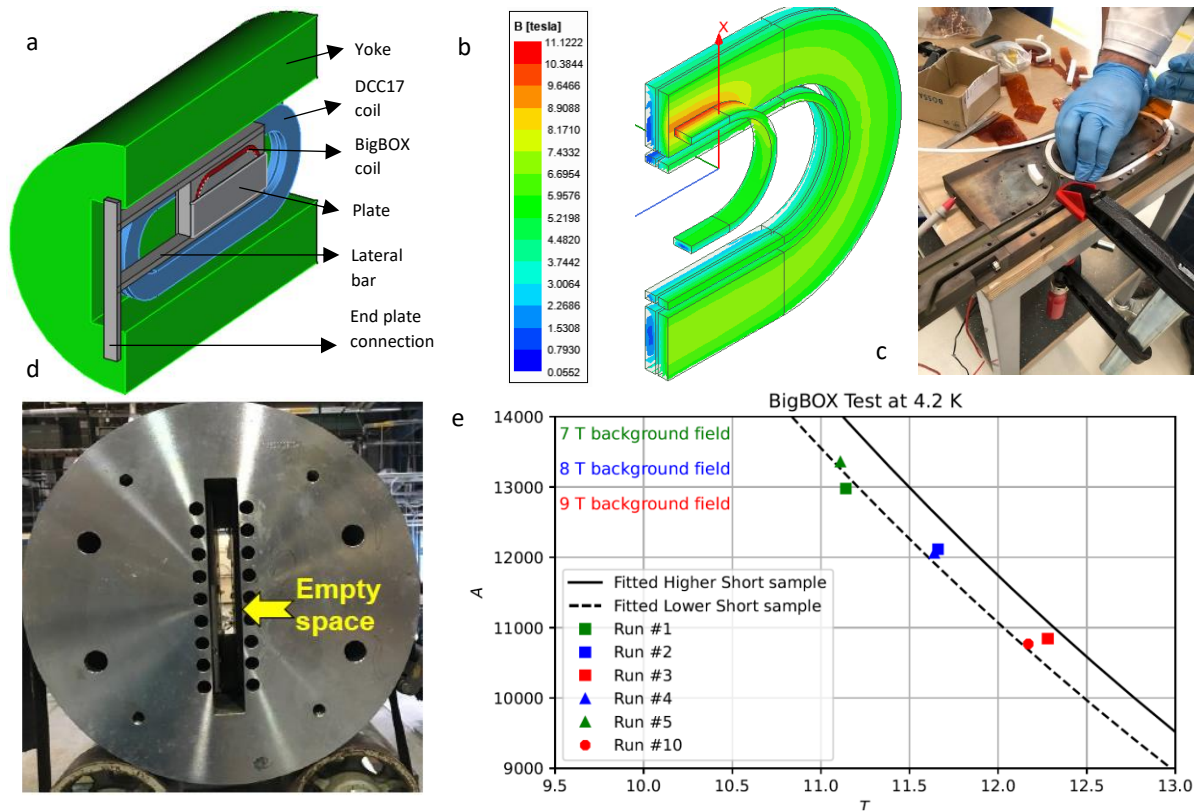 a
Yoke
DCC17
coil
BigBOX
coil
Plate
Lateral
bar
End plate
connection
b
B [tesla]
11.1222
10.3844
9.6466
8.9088
8.1710
7.4332
6.9576
5.2198
4.4820
3.7442
3.0064
2.2686
1.5308
0.7930
0.0552
X
c
d
Empty
space
e
BigBOX Test at 4.2 K
14000
13000
12000
11000
10000
9000
A
7 T background field
8 T background field
9 T background field
Fitted Higher Short sample
Fitted Lower Short sample
Run #1
Run #2
Run #3
Run #4
Run #5
Run #10
9.5
10.0
10.5
11.0
11.5
12.0
12.5
13.0
T